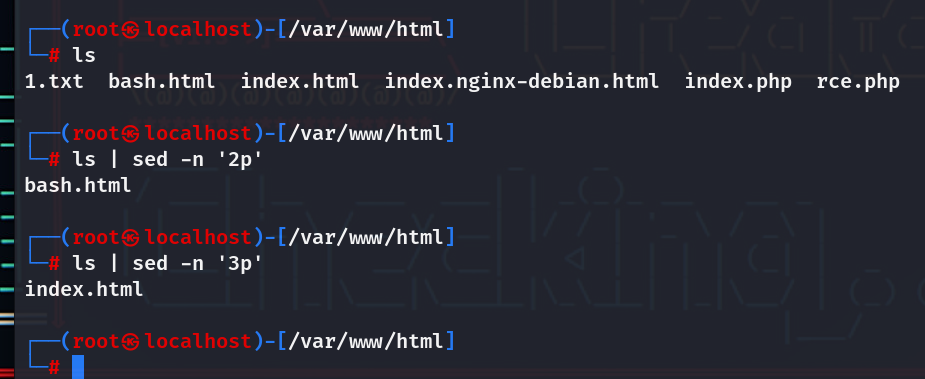 ┌──(root㉿localhost)-[/var/www/html]
└─# ls
1.txt  bash.html  index.html  index.nginx-debian.html  index.php  rce.php
┌──(root㉿localhost)-[/var/www/html]
└─# ls | sed -n '2p'
bash.html
┌──(root㉿localhost)-[/var/www/html]
└─# ls | sed -n '3p'
index.html
┌──(root㉿localhost)-[/var/www/html]
└─#